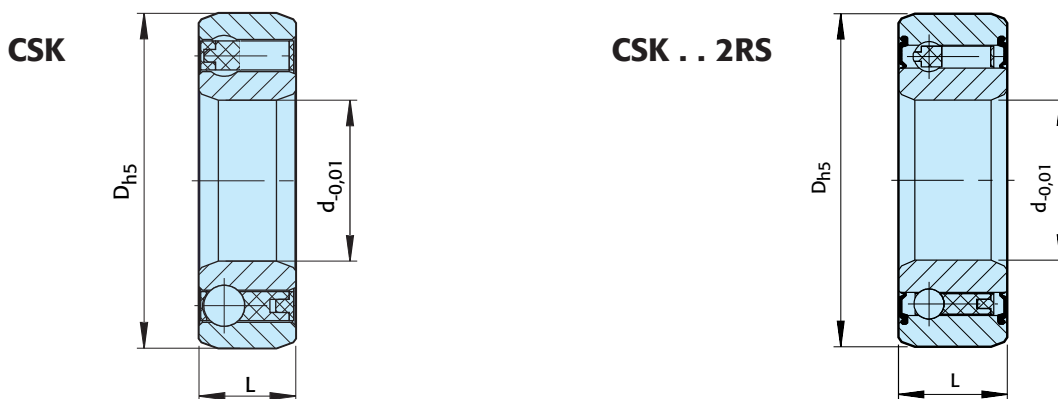 CSK
CSK . . 2RS
Dh5
d-0,01
L
Dh5
d-0,01
L